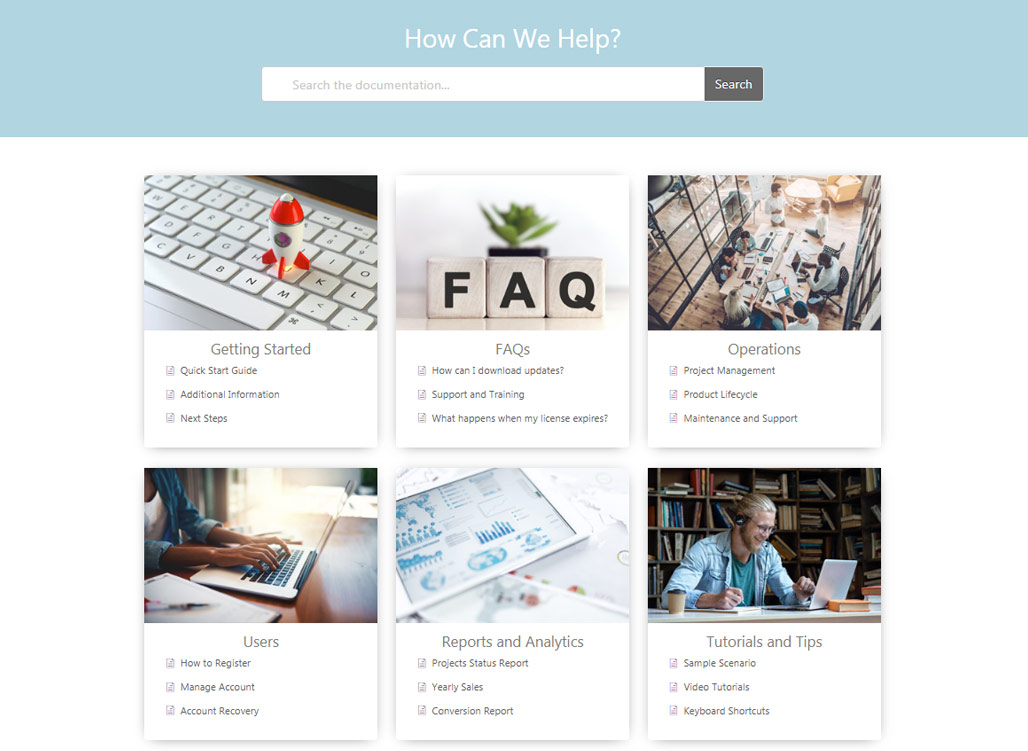 How Can We Help?
Search the documentation...
Search
FAQ
Getting Started
Quick Start Guide
Additional Information
Next Steps
FAQs
How can I download updates?
Support and Training
What happens when my license expires?
Operations
Project Management
Product Lifecycle
Maintenance and Support
Users
How to Register
Manage Account
Account Recovery
Reports and Analytics
Projects Status Report
Yearly Sales
Conversion Report
Tutorials and Tips
Sample Scenario
Video Tutorials
Keyboard Shortcuts